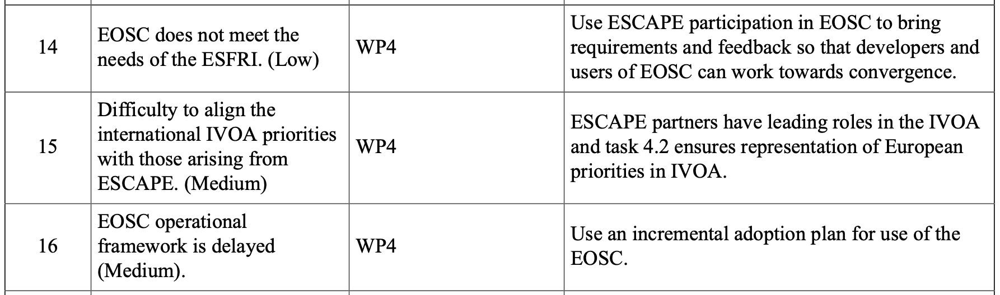 14
EOSC does not meet the
needs of the ESFRI. (Low)
WP4
Use ESCAPE participation in EOSC to bring
requirements and feedback so that developers and
users of EOSC can work towards convergence.
15
Difficulty to align the
international IVOA priorities
with those arising from
ESCAPE. (Medium)
WP4
ESCAPE partners have leading roles in the IVOA
and task 4.2 ensures representation of European
priorities in IVOA.
16
EOSC operational
framework is delayed
(Medium).
WP4
Use an incremental adoption plan for use of the
EOSC.